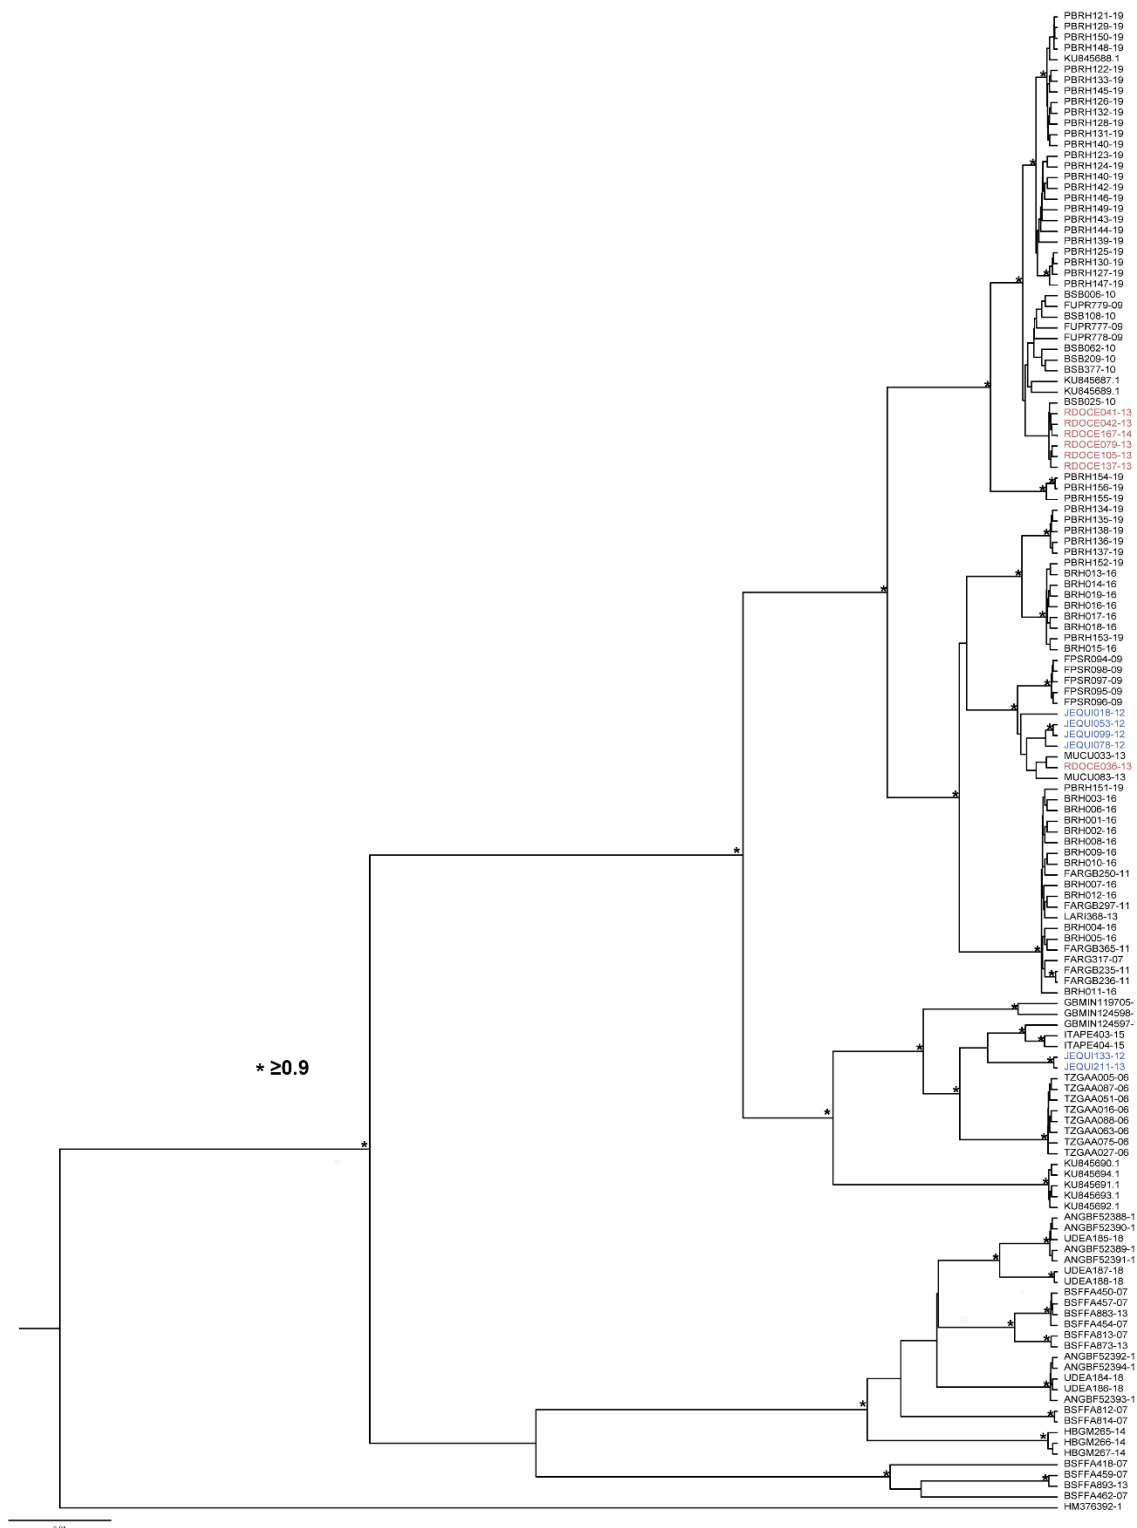 PBRH121-19
PBRH129-19
PBRH150-19
PBRH148-19
KU845688.1
PBRH122-19
PBRH133-19
PBRH145-19
PBRH126-19
PBRH132-19
PBRH128-19
PBRH131-19
PBRH140-19
PBRH123-19
PBRH124-19
PBRH140-19
PBRH142-19
PBRH146-19
PBRH149-19
PBRH143-19
PBRH144-19
PBRH139-19
PBRH125-19
PBRH130-19
PBRH127-19
PBRH147-19
BSB006-10
FUPR779-09
BSB108-10
FUPR777-09
FUPR778-09
BSB062-10
BSB209-10
BSB377-10
KU845687.1
KU845689.1
BSB025-10
RDOCE041-13
RDOCE042-13
RDOCE167-14
RDOCE079-13
RDOCE105-13
RDOCE137-13
PBRH154-19
PBRH156-19
PBRH155-19
PBRH134-19
PBRH135-19
PBRH138-19
PBRH136-19
PBRH137-19
PBRH152-19
BRH013-16
BRH014-16
BRH019-16
BRH016-16
BRH017-16
BRH018-16
PBRH153-19
BRH015-16
FPSR094-09
FPSR098-09
FPSR097-09
FPSR095-09
FPSR096-09
JEQUI018-12
JEQUI053-12
JEQUI099-12
JEQUI078-12
MUCU033-13
RDOCE036-13
MUCU083-13
PBRH151-19
BRH003-16
BRH006-16
BRH001-16
BRH002-16
BRH008-16
BRH009-16
BRH010-16
FARGB250-11
BRH007-16
BRH012-16
FARGB297-11
LARI368-13
BRH004-16
BRH005-16
FARGB365-11
FARG317-07
FARGB235-11
FARGB236-11
BRH011-16
GBMIN119705-
GBMIN124598-
GBMIN124597-
ITAPE403-15
ITAPE404-15
JEQUI133-12
JEQUI211-13
* ≥0.9
TZGAA005-06
TZGAA087-06
TZGAA051-06
TZGAA016-06
TZGAA088-06
TZGAA063-06
TZGAA075-06
TZGAA027-06
KU845690.1
KU845694.1
KU845691.1
KU845693.1
KU845692.1
ANGBF52388-1
ANGBF52390-1
UDEA185-18
ANGBF52389-1
ANGBF52391-1
UDEA187-18
UDEA188-18
BSFFA450-07
BSFFA457-07
BSFFA883-13
BSFFA454-07
BSFFA813-07
BSFFA873-13
ANGBF52392-1
ANGBF52394-1
UDEA184-18
UDEA186-18
ANGBF52393-1
BSFFA812-07
BSFFA814-07
HBGM265-14
HBGM266-14
HBGM267-14
BSFFA418-07
BSFFA459-07
BSFFA893-13
BSFFA462-07
HM376392-1